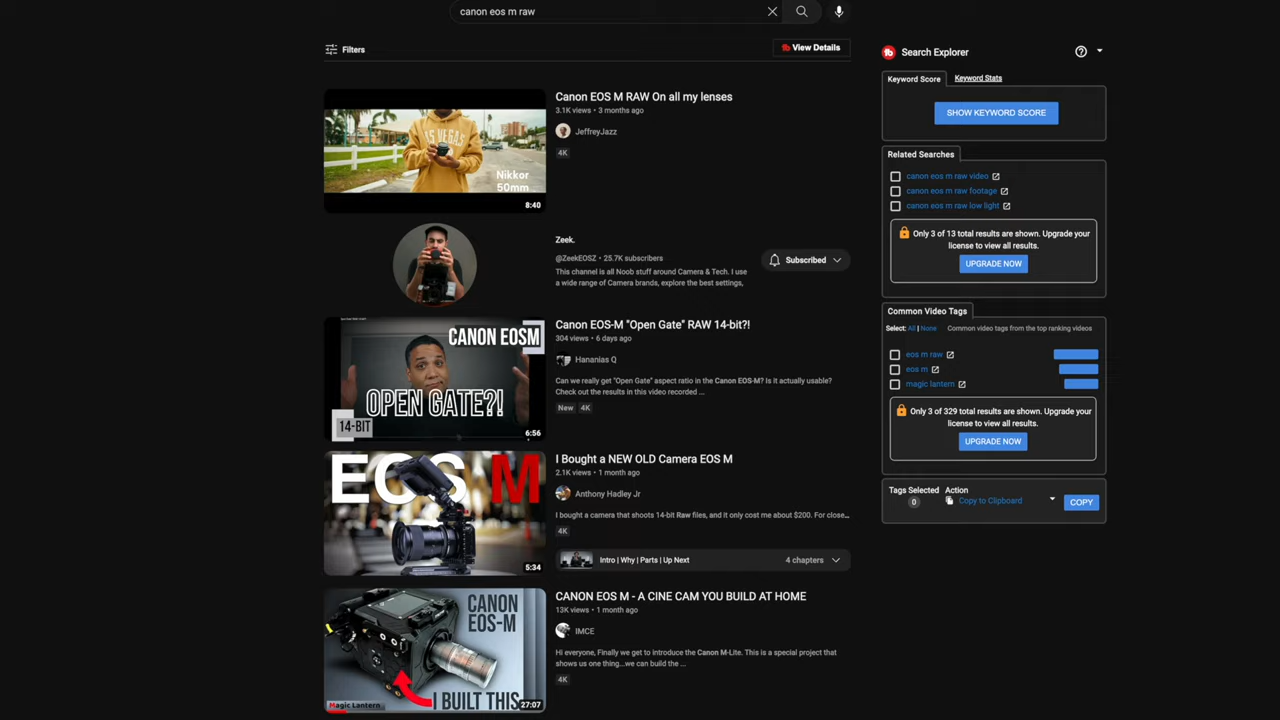 canon eos m raw
Filters
View Details
Canon EOS M RAW On all my lenses
3.1K views • 3 months ago
JeffreyJazz
4K
LAS VEGAS
Nikkor
50mm
8:40
Zeek.
@ZeekEOSZ • 25.7K subscribers
This channel is all Noob stuff around Camera & Tech. I use
a wide range of Camera brands, explore the best settings,
Subscribed
CANON EOSM
OPEN GATE?!
14-BIT
6:56
Canon EOS-M "Open Gate" RAW 14-bit?!
304 views • 6 days ago
Hananias Q
Can we really get "Open Gate" aspect ratio in the Canon EOS-M? Is it actually usable?
Check out the results in this video recorded ...
New 4K
EOS M
5:34
I Bought a NEW OLD Camera EOS M
2.1K views • 1 month ago
Anthony Hadley Jr
I bought a camera that shoots 14-bit Raw files, and it only cost me about $200. For close...
4K
Intro | Why | Parts | Up Next
4 chapters
CANON
EOS-M
I BUILT THIS
Magic Lantern
27:07
CANON EOS M - A CINE CAM YOU BUILD AT HOME
13K views • 1 month ago
IMCE
Hi everyone, Finally we get to introduce the Canon M-Lite. This is a special project that
shows us one thing...we can build the ...
4K
tb Search Explorer
Keyword Score Keyword Stats
SHOW KEYWORD SCORE
Related Searches
canon eos m raw video
canon eos m raw footage
canon eos m raw low light
Only 3 of 13 total results are shown. Upgrade your
license to view all results.
UPGRADE NOW
Common Video Tags
Select: All | None Common video tags from the top ranking videos
eos m raw
eos m
magic lantern
Only 3 of 329 total results are shown. Upgrade your
license to view all results.
UPGRADE NOW
Tags Selected Action
0 Copy to Clipboard COPY